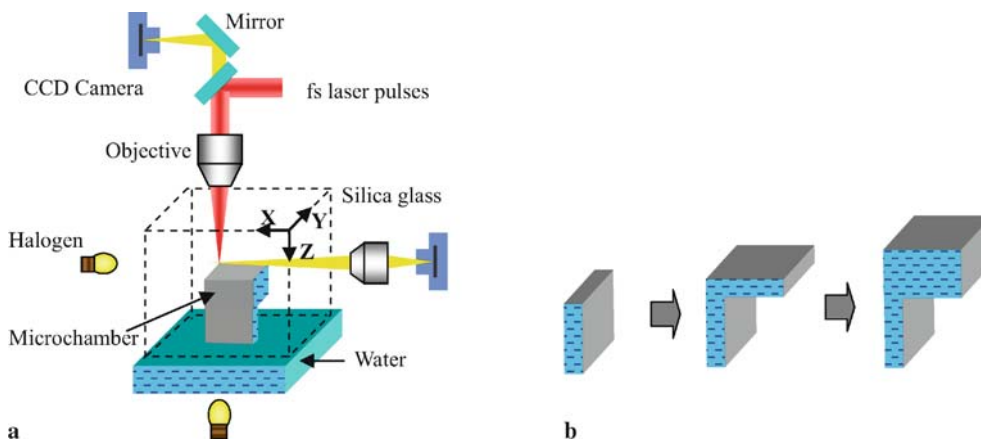 Mirror
CCD Camera
fs laser pulses
Objective
Silica glass
X
Y
Z
Halogen
Microchamber
Water
a
b